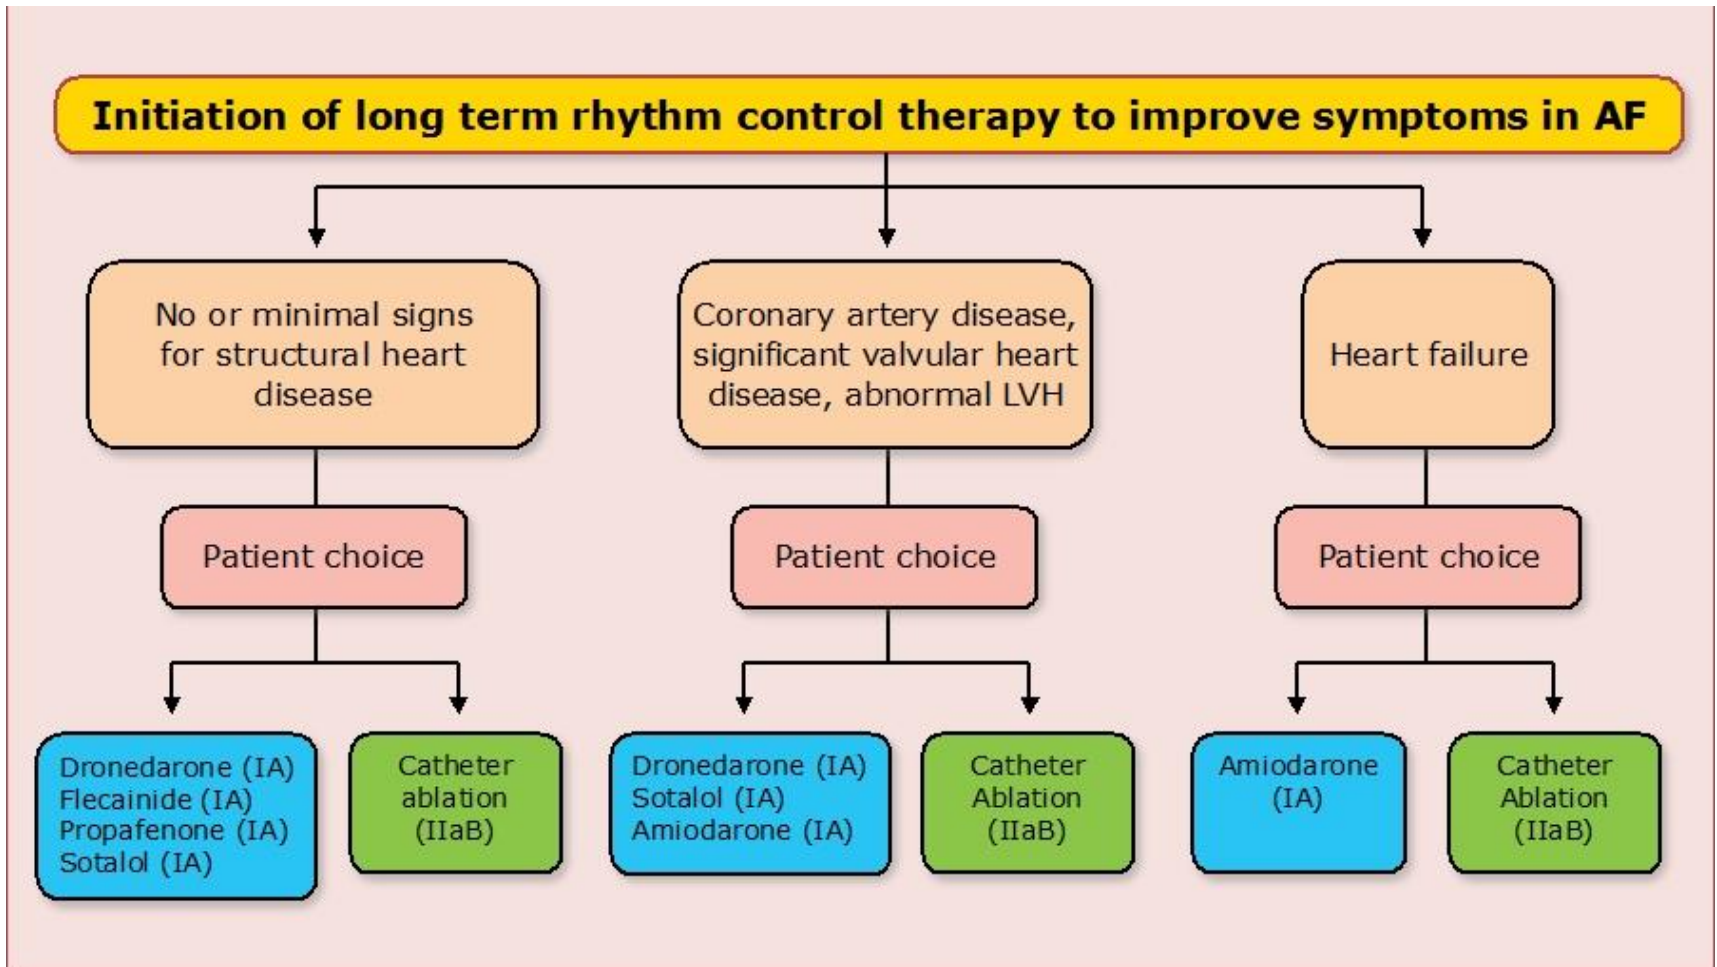 Initiation of long term rhythm control therapy to improve symptoms in AF
No or minimal signs
for structural heart
disease
Coronary artery disease,
significant valvular heart
disease, abnormal LVH
Heart failure
Patient choice
Patient choice
Patient choice
Dronedarone (IA)
Flecainide (IA)
Propafenone (IA)
Sotalol (IA)
Catheter
ablation
(IIaB)
Dronedarone (IA)
Sotalol (IA)
Amiodarone (IA)
Catheter
Ablation
(IIaB)
Amiodarone
(IA)
Catheter
Ablation
(IIaB)